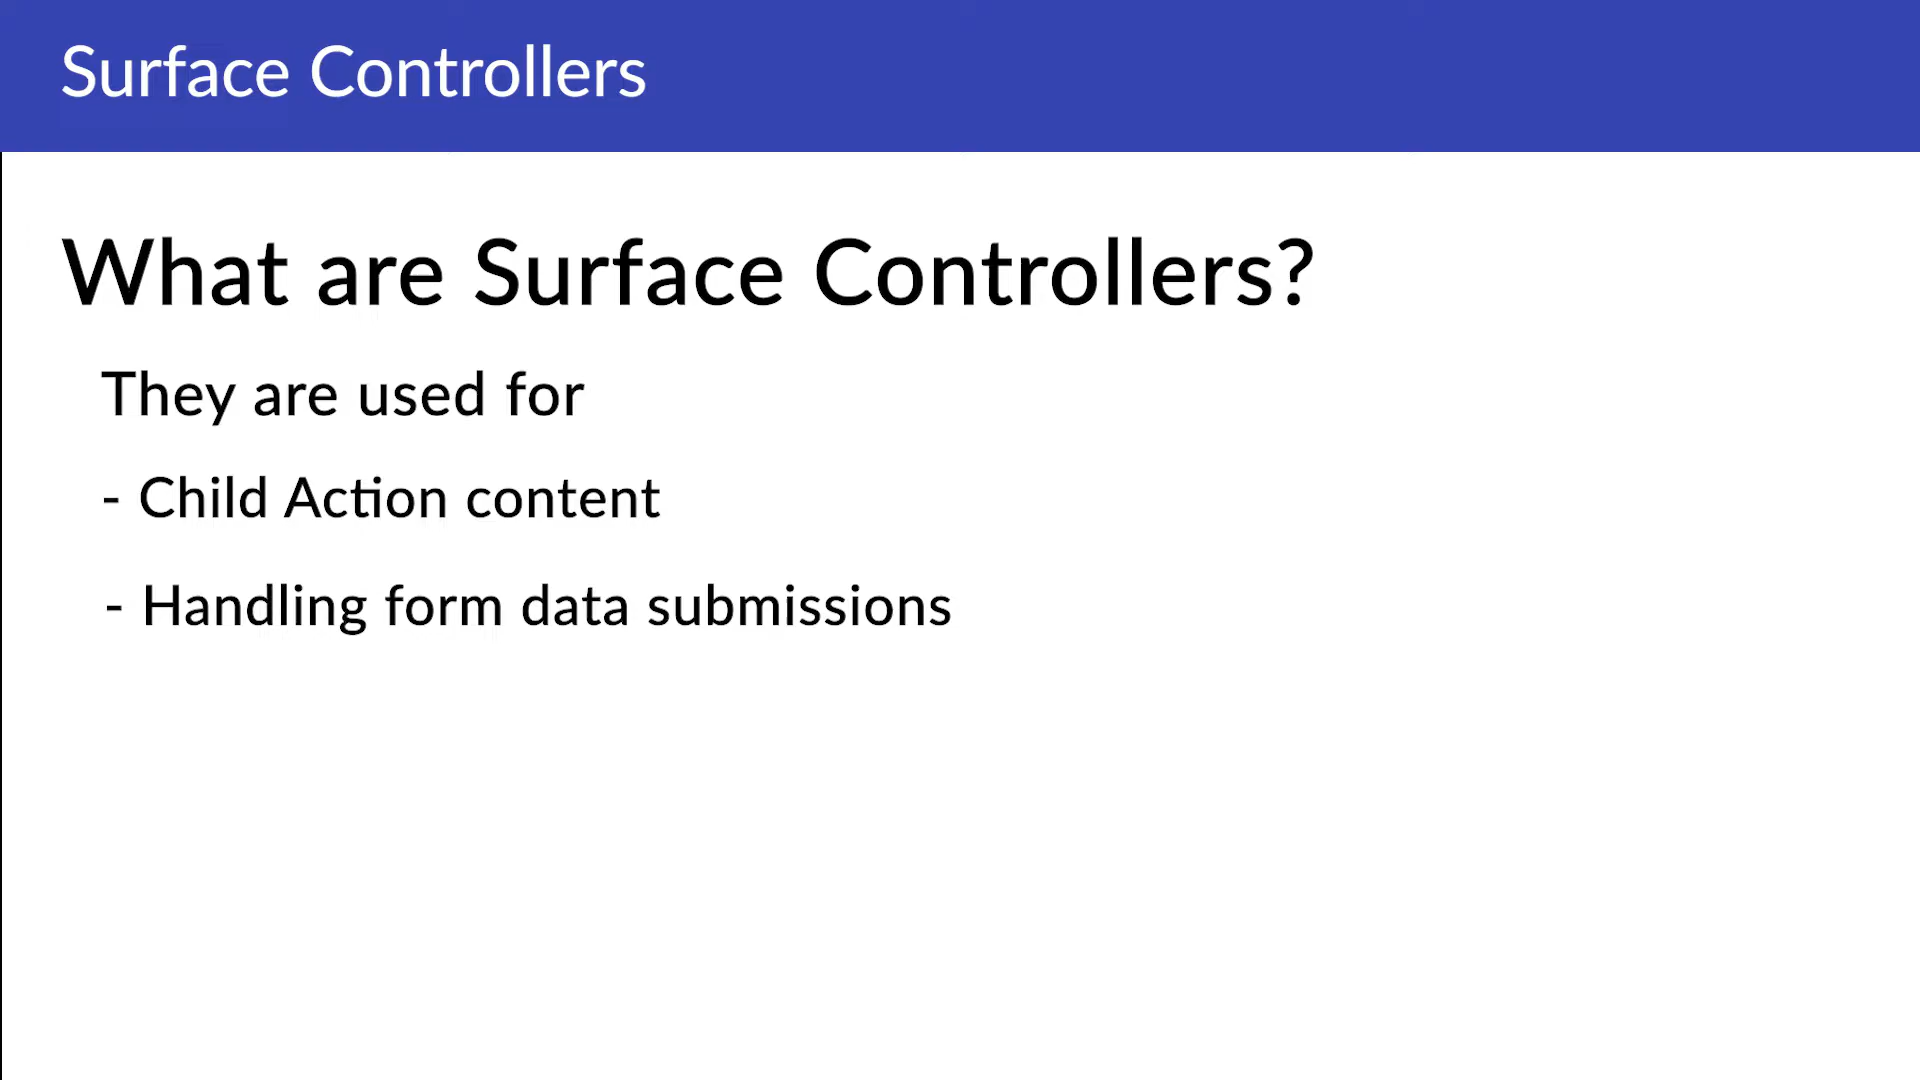 Surface Controllers
What are Surface Controllers?
They are used for
- Child Action content
- Handling form data submissions